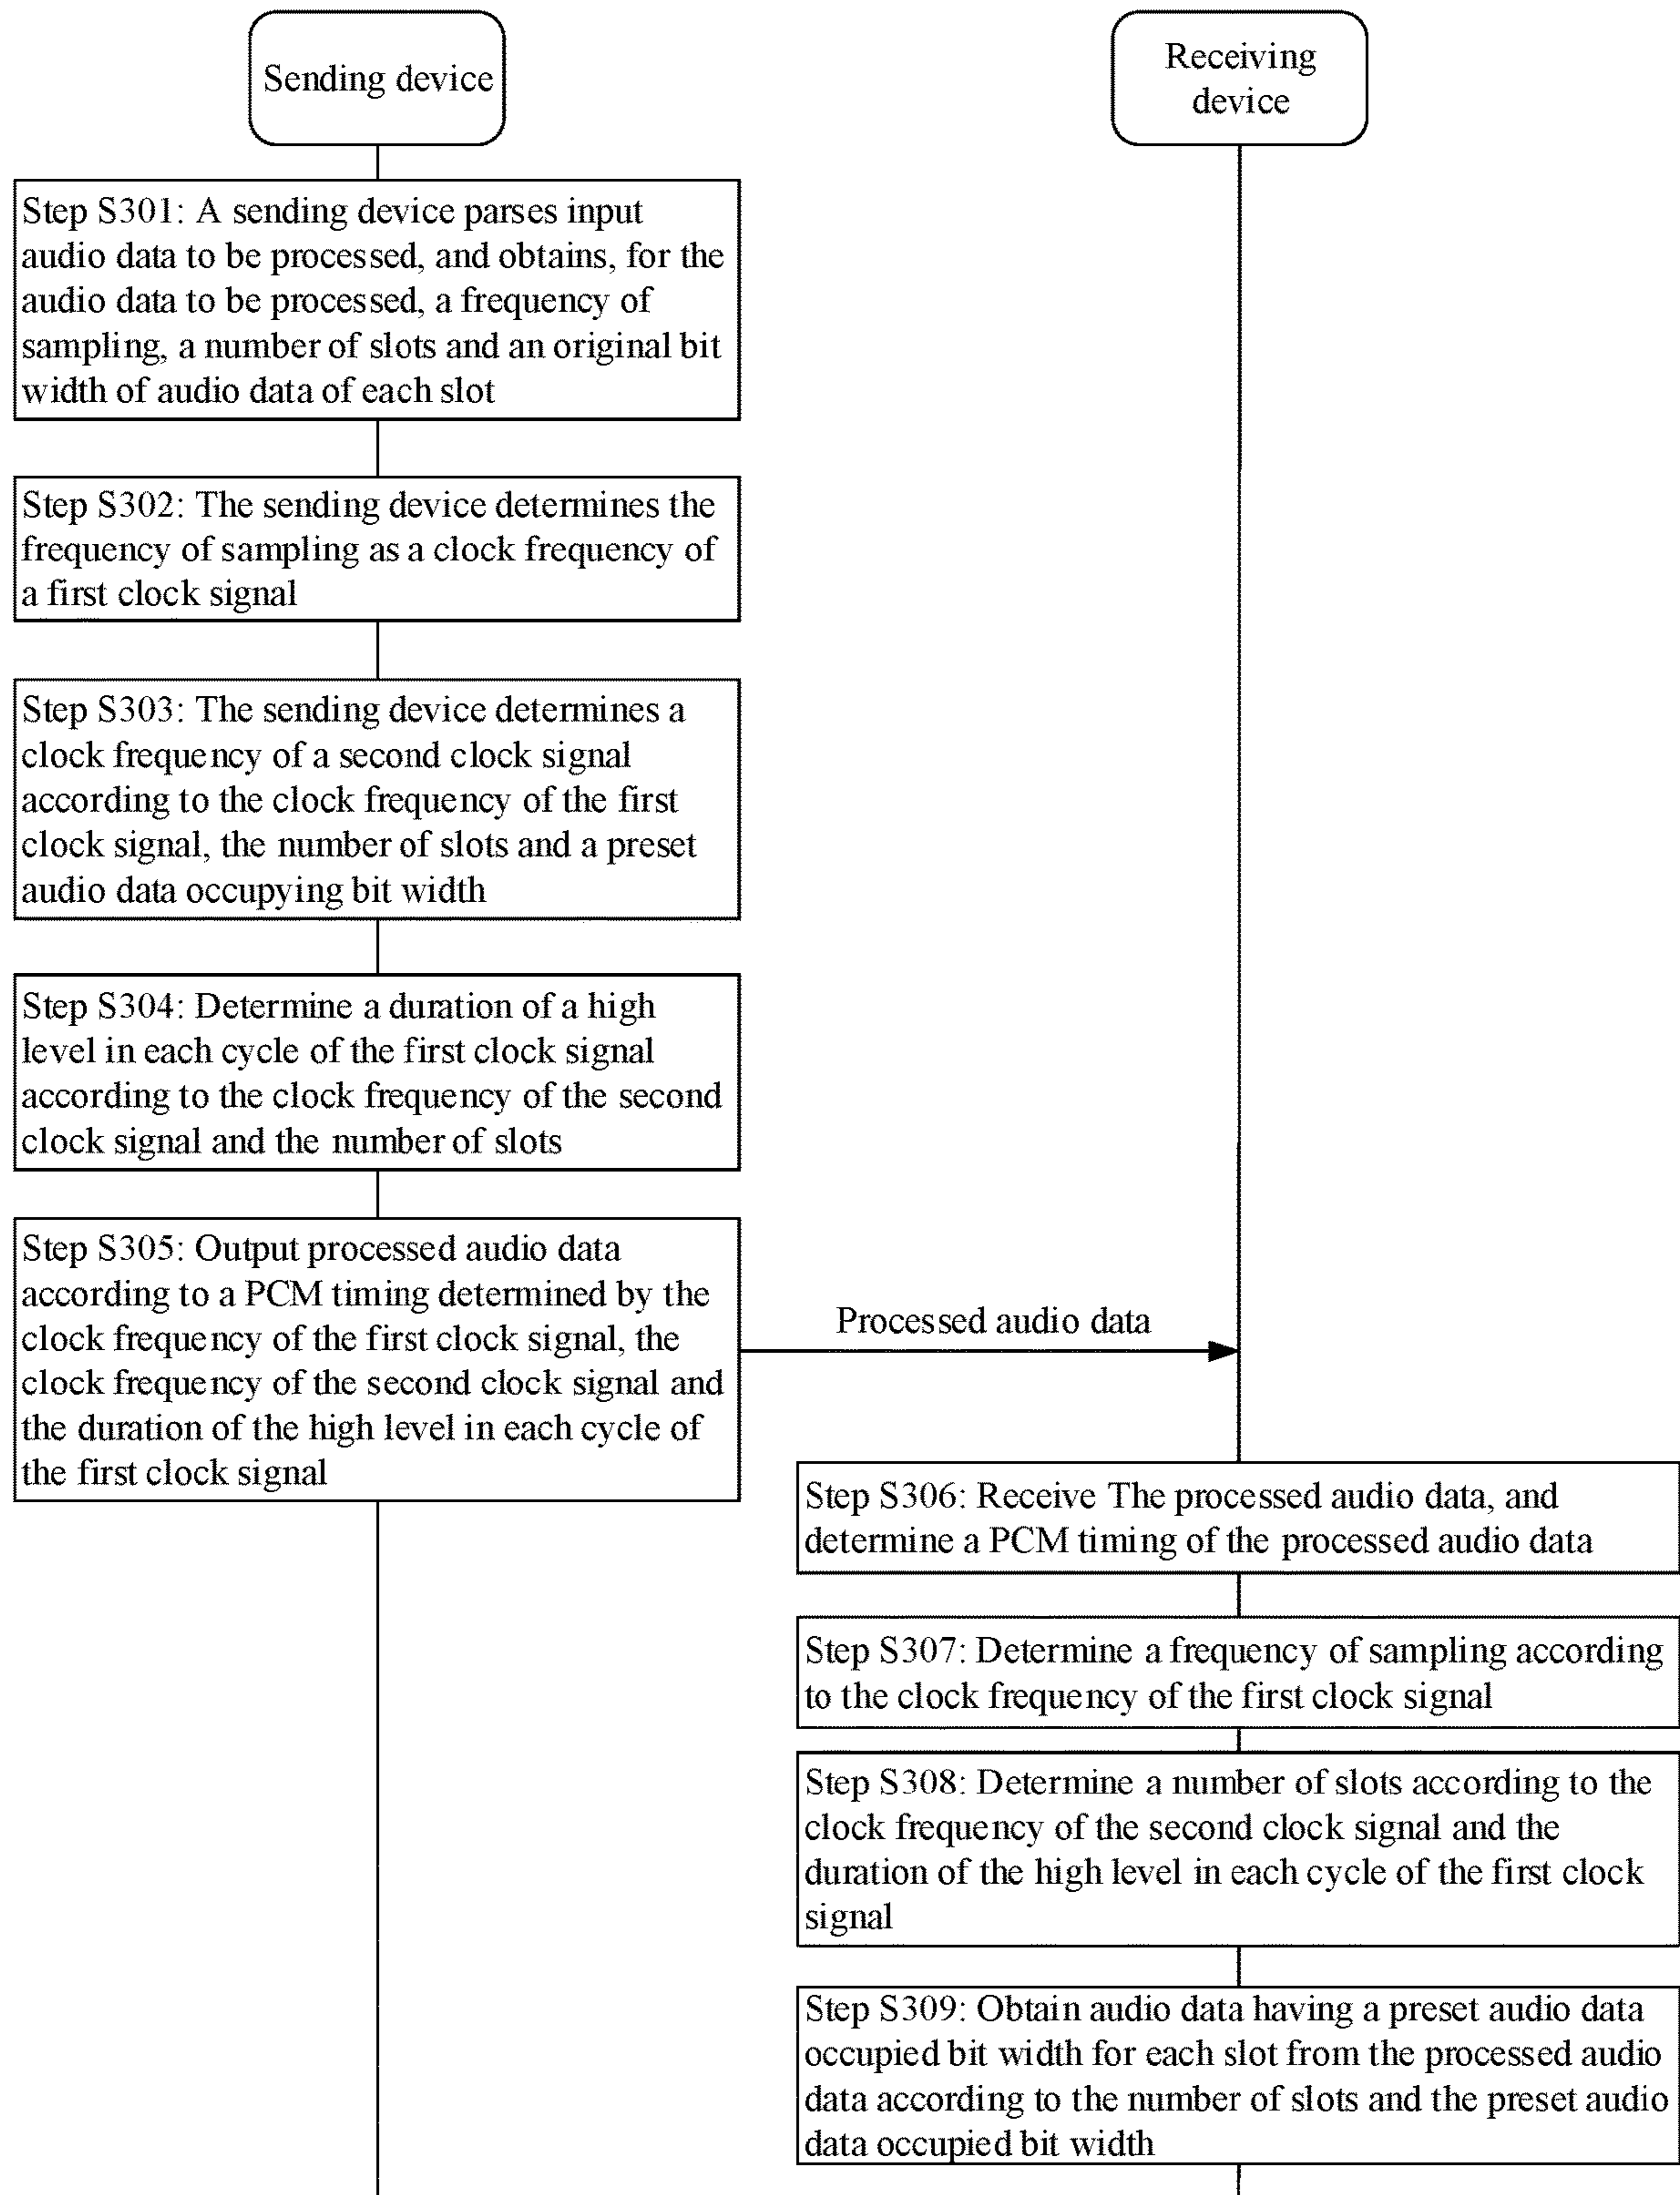 Sending device
Receiving
device
Step S301: A sending device parses input
audio data to be processed, and obtains, for the
audio data to be processed, a frequency of
sampling, a number of slots and an original bit
width of audio data of each slot
Step S302: The sending device determines the
frequency of sampling as a clock frequency of
a first clock signal
Step S303: The sending device determines a
clock frequency of a second clock signal
according to the clock frequency of the first
clock signal, the number of slots and a preset
audio data occupying bit width
Step S304: Determine a duration of a high
level in each cycle of the first clock signal
according to the clock frequency of the second
clock signal and the number of slots
Step S305: Output processed audio data
according to a PCM timing determined by the
clock frequency of the first clock signal, the
clock frequency of the second clock signal and
the duration of the high level in each cycle of
the first clock signal
Processed audio data
Step S306: Receive The processed audio data, and
determine a PCM timing of the processed audio data
Step S307: Determine a frequency of sampling according
to the clock frequency of the first clock signal
Step S308: Determine a number of slots according to the
clock frequency of the second clock signal and the
duration of the high level in each cycle of the first clock
signal
Step S309: Obtain audio data having a preset audio data
occupied bit width for each slot from the processed audio
data according to the number of slots and the preset audio
data occupied bit width